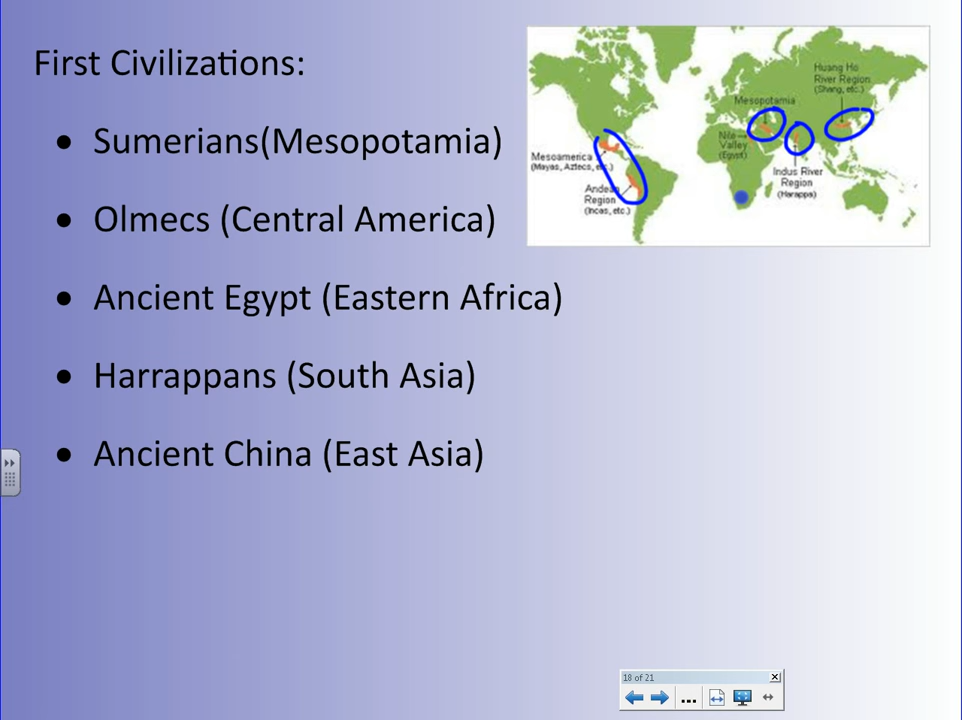 First Civilizations:
• Sumerians(Mesopotamia)
• Olmecs (Central America)
• Ancient Egypt (Eastern Africa)
• Harrappans (South Asia)
• Ancient China (East Asia)
Huang Ho
River Region
(Shang, etc.)
Mesopotamia
Nile
Valley
(Egypt)
Mesoamerica
(Mayas, Aztecs, etc.)
Indus River
Region
(Harappa)
Andean
Region
(Incas, etc.)
18 of 21